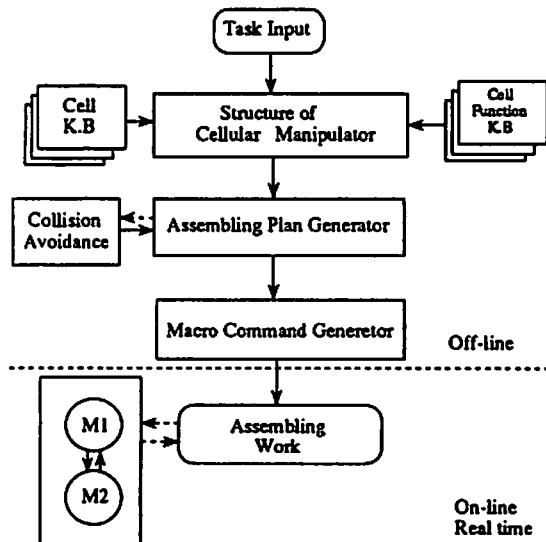 Task Input
Cell
K.B
Structure of
Cellular Manipulator
Cell
Function
K.B
Collision
Avoidance
Assembling Plan Generator
Macro Command Generetor
Off-line
M1
M2
Assembling
Work
On-line
Real time